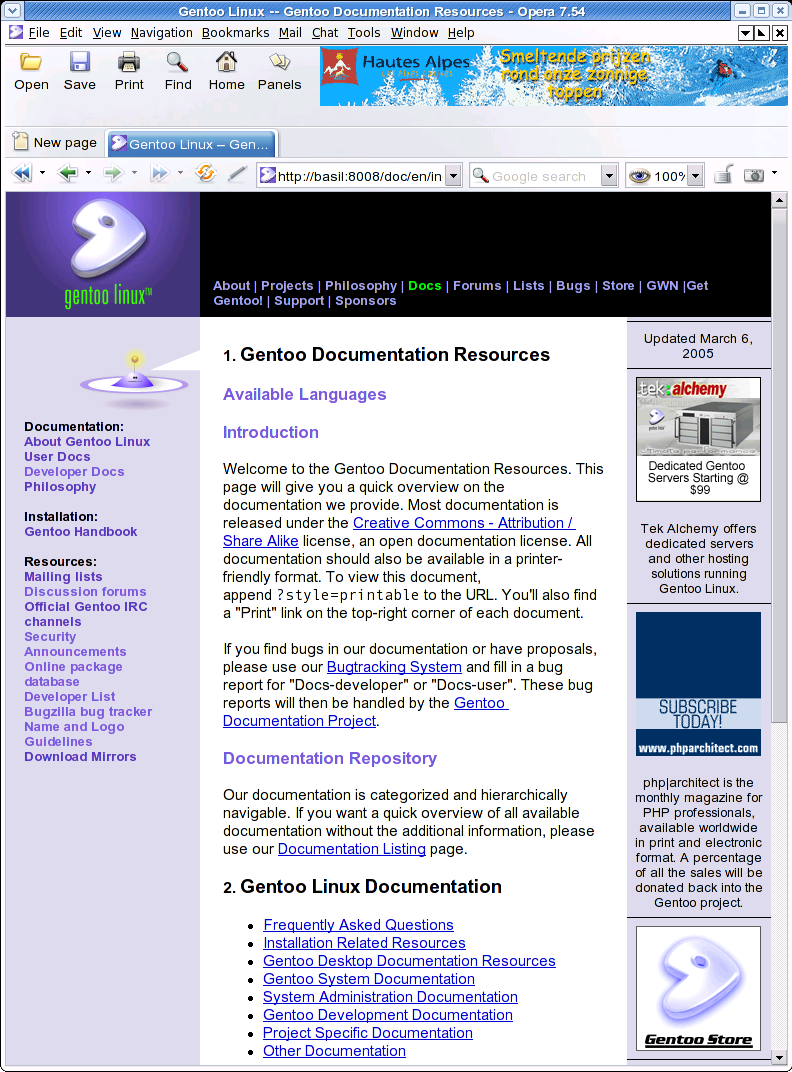 Gentoo Linux -- Gentoo Documentation Resources - Opera 7.54
File Edit View Navigation Bookmarks Mail Chat Tools Window Help
Open Save Print Find Home Panels
Hautes Alpes
Smeltende prijzen
rond onze zonnige
toppen
New page
Gentoo Linux – Gen...
http://basil:8008/doc/en/in
Google search
100%
gentoo linux™
About | Projects | Philosophy | Docs | Forums | Lists | Bugs | Store | GWN |Get
Gentoo! | Support | Sponsors
Documentation:
About Gentoo Linux
User Docs
Developer Docs
Philosophy
Installation:
Gentoo Handbook
Resources:
Mailing lists
Discussion forums
Official Gentoo IRC
channels
Security
Announcements
Online package
database
Developer List
Bugzilla bug tracker
Name and Logo
Guidelines
Download Mirrors
1. Gentoo Documentation Resources
Available Languages
Introduction
Welcome to the Gentoo Documentation Resources. This
page will give you a quick overview on the
documentation we provide. Most documentation is
released under the Creative Commons - Attribution /
Share Alike license, an open documentation license. All
documentation should also be available in a printer-
friendly format. To view this document,
append ?style=printable to the URL. You'll also find
a "Print" link on the top-right corner of each document.
If you find bugs in our documentation or have proposals,
please use our Bugtracking System and fill in a bug
report for "Docs-developer" or "Docs-user". These bug
reports will then be handled by the Gentoo
Documentation Project.
Documentation Repository
Our documentation is categorized and hierarchically
navigable. If you want a quick overview of all available
documentation without the additional information, please
use our Documentation Listing page.
2. Gentoo Linux Documentation
Frequently Asked Questions
Installation Related Resources
Gentoo Desktop Documentation Resources
Gentoo System Documentation
System Administration Documentation
Gentoo Development Documentation
Project Specific Documentation
Other Documentation
Updated March 6,
2005
tek alchemy
Dedicated Gentoo
Servers Starting @
$99
Tek Alchemy offers
dedicated servers
and other hosting
solutions running
Gentoo Linux.
SUBSCRIBE
TODAY!
www.phparchitect.com
php|architect is the
monthly magazine for
PHP professionals,
available worldwide
in print and electronic
format. A percentage
of all the sales will be
donated back into the
Gentoo project.
Gentoo Store